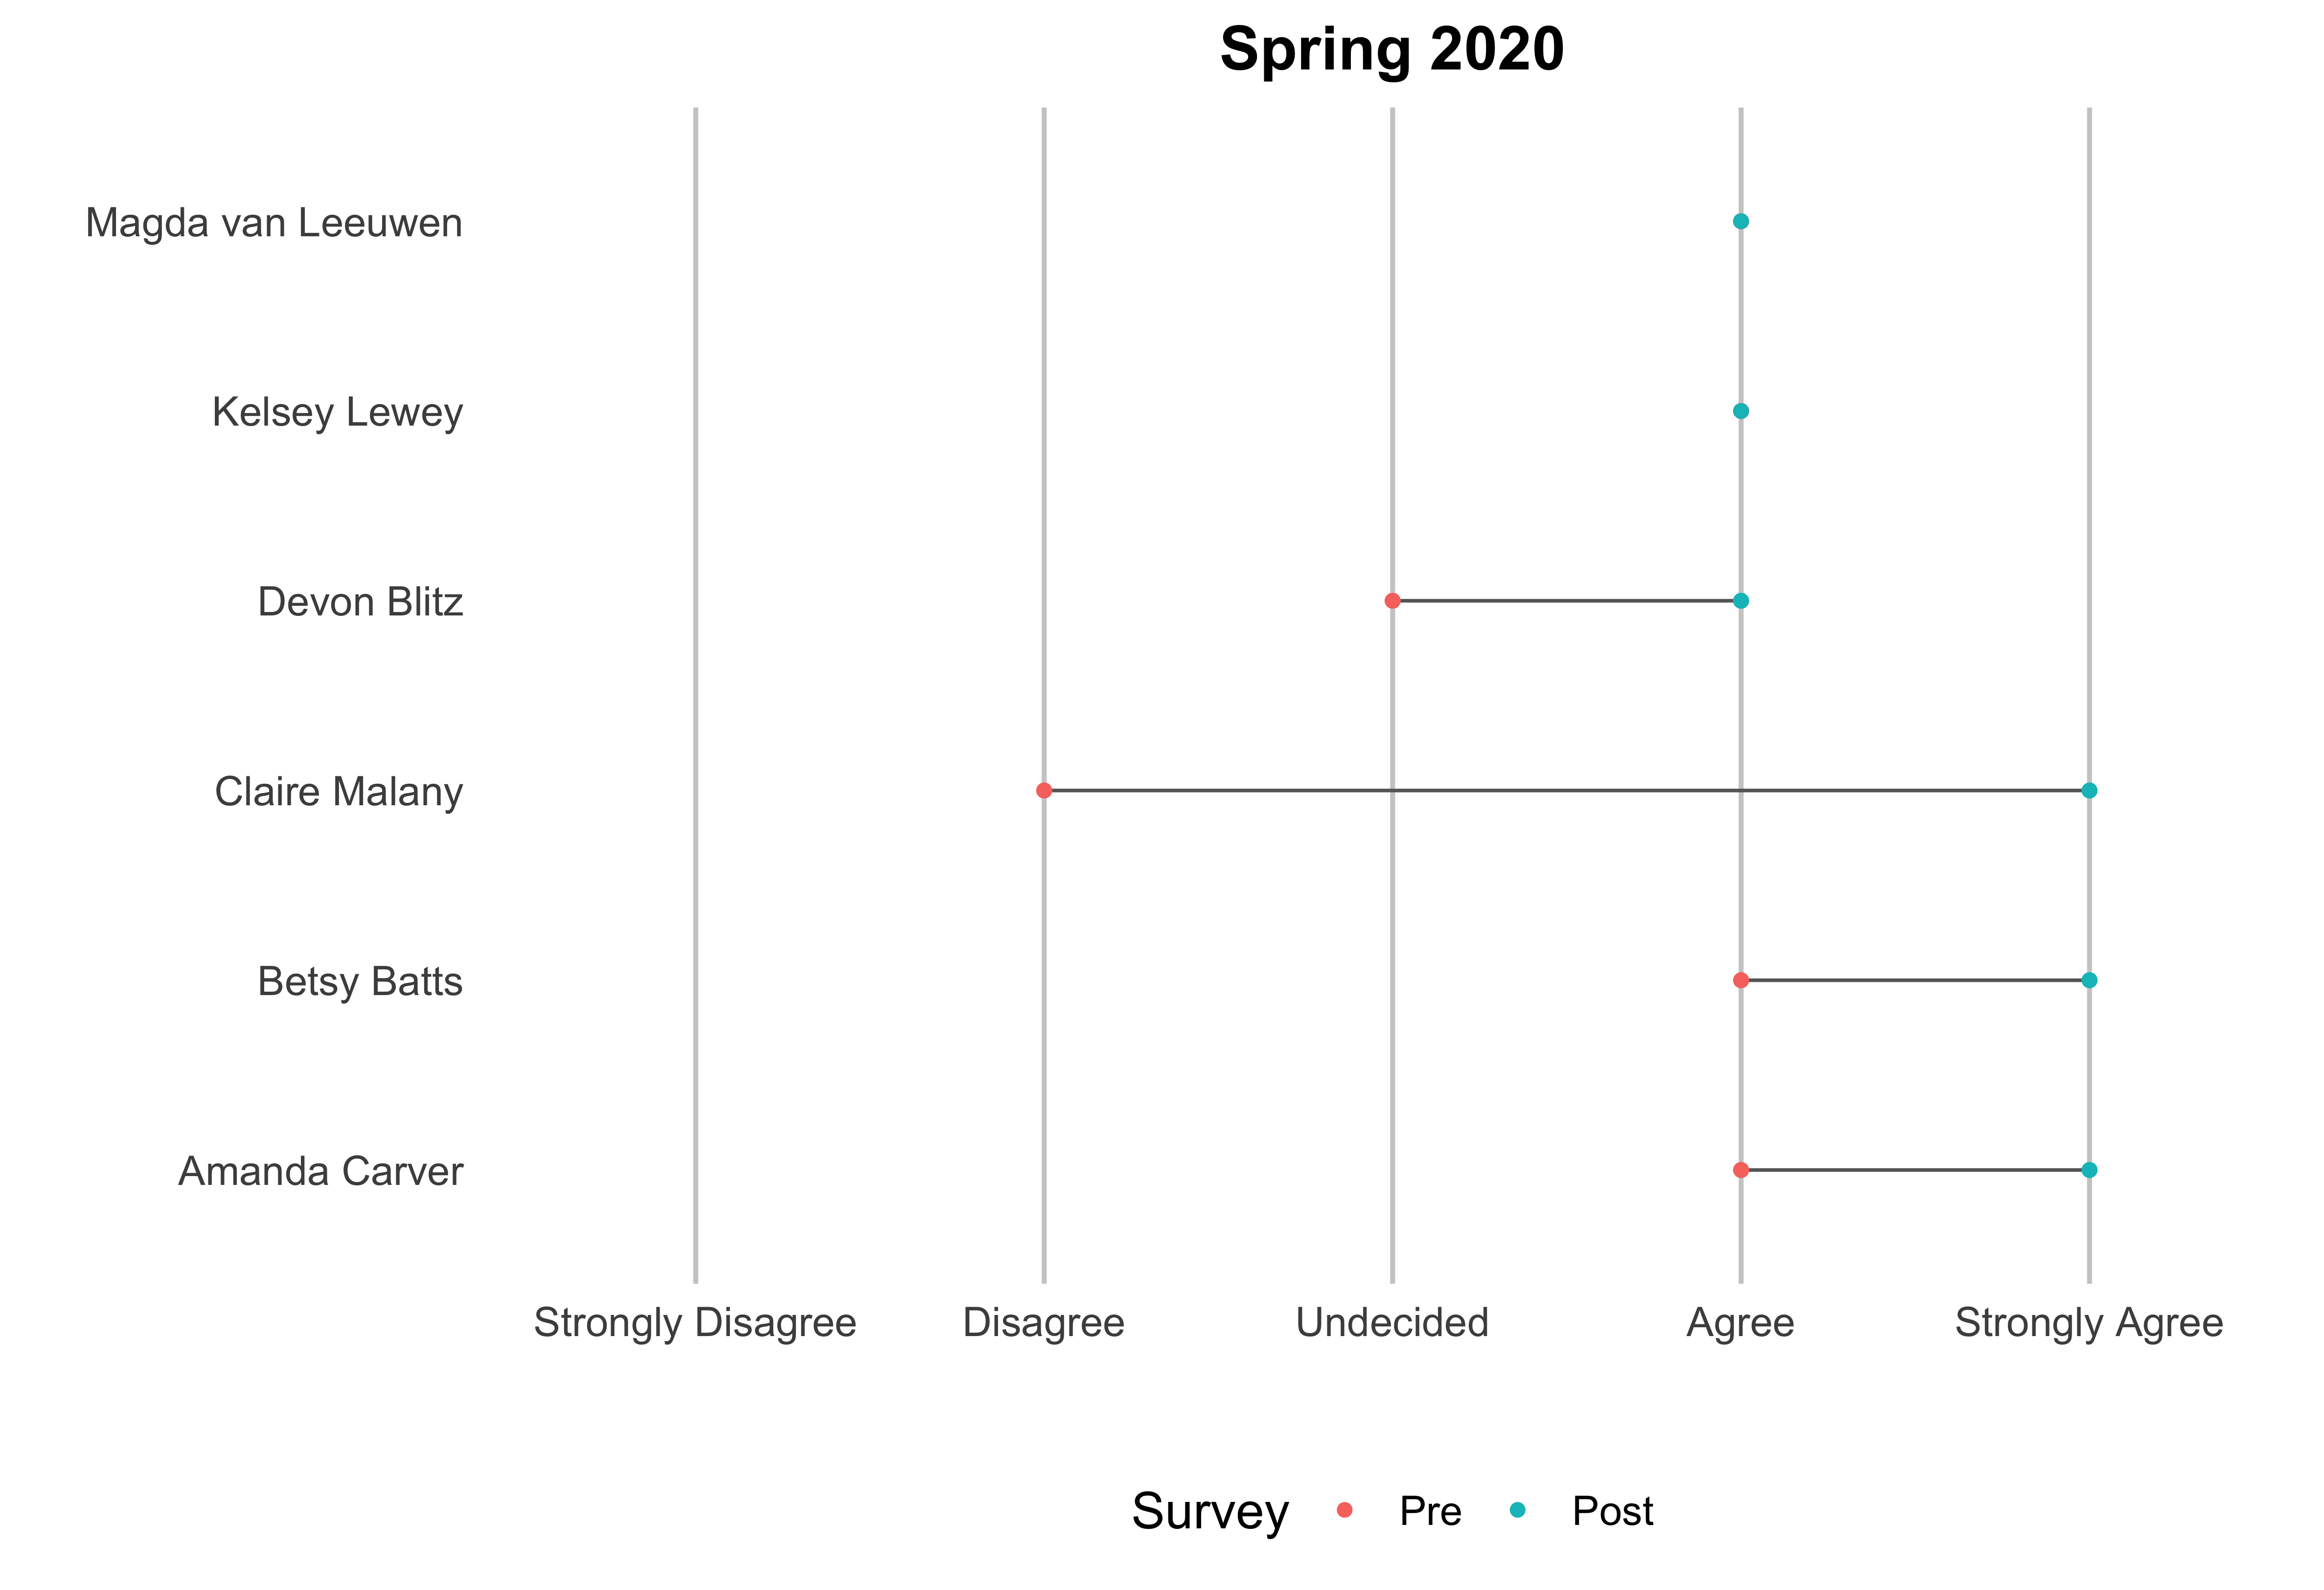 Spring 2020
Magda van Leeuwen
Kelsey Lewey
Devon Blitz
Claire Malany
Betsy Batts
Amanda Carver
Strongly Disagree Disagree Undecided Agree Strongly Agree
Survey Pre Post